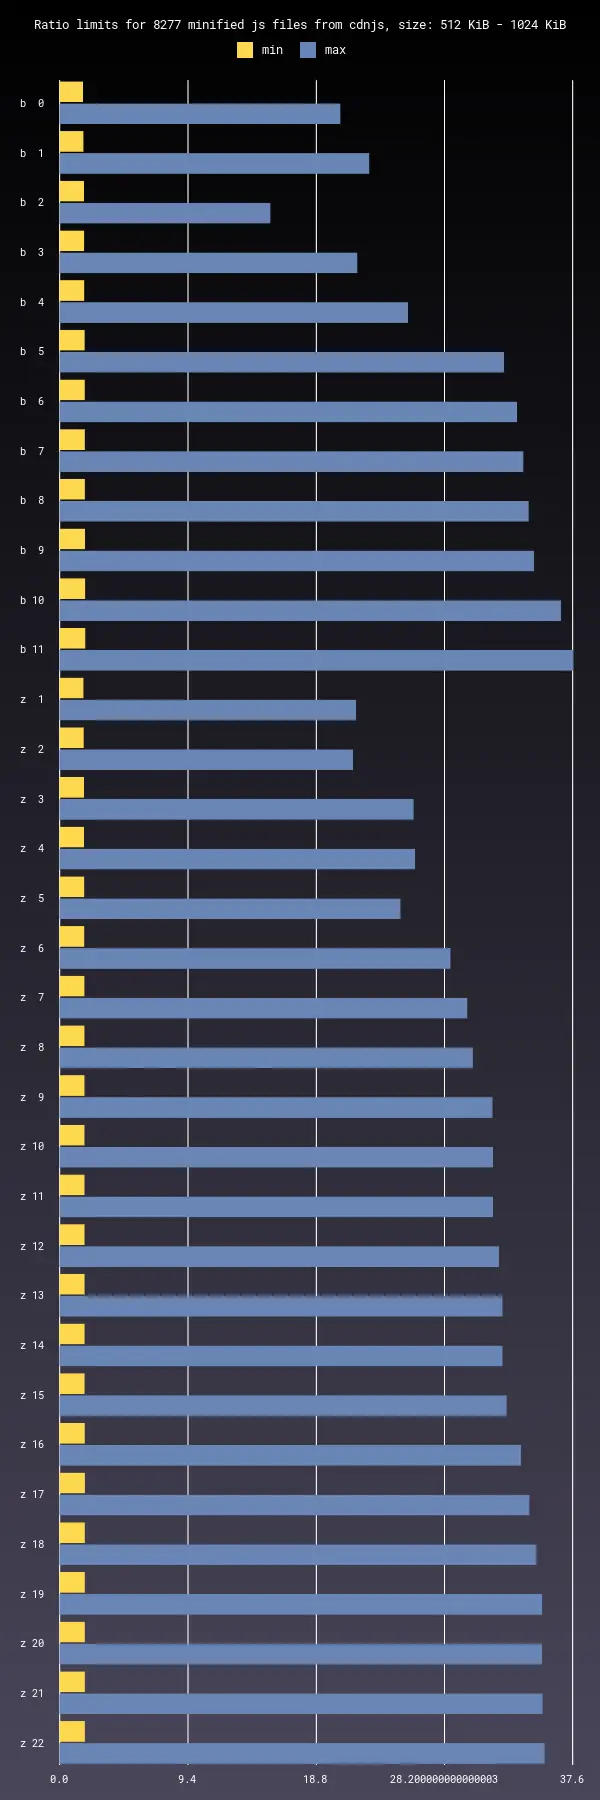 Ratio limits for 8277 minified js files from cdnjs, size: 512 KiB - 1024 KiB
min max
b 0
b 1
b 2
b 3
b 4
b 5
b 6
b 7
b 8
b 9
b 10
b 11
z 1
z 2
z 3
z 4
z 5
z 6
z 7
z 8
z 9
z 10
z 11
z 12
z 13
z 14
z 15
z 16
z 17
z 18
z 19
z 20
z 21
z 22
0.0 9.4 18.8 28.200000000000003 37.6